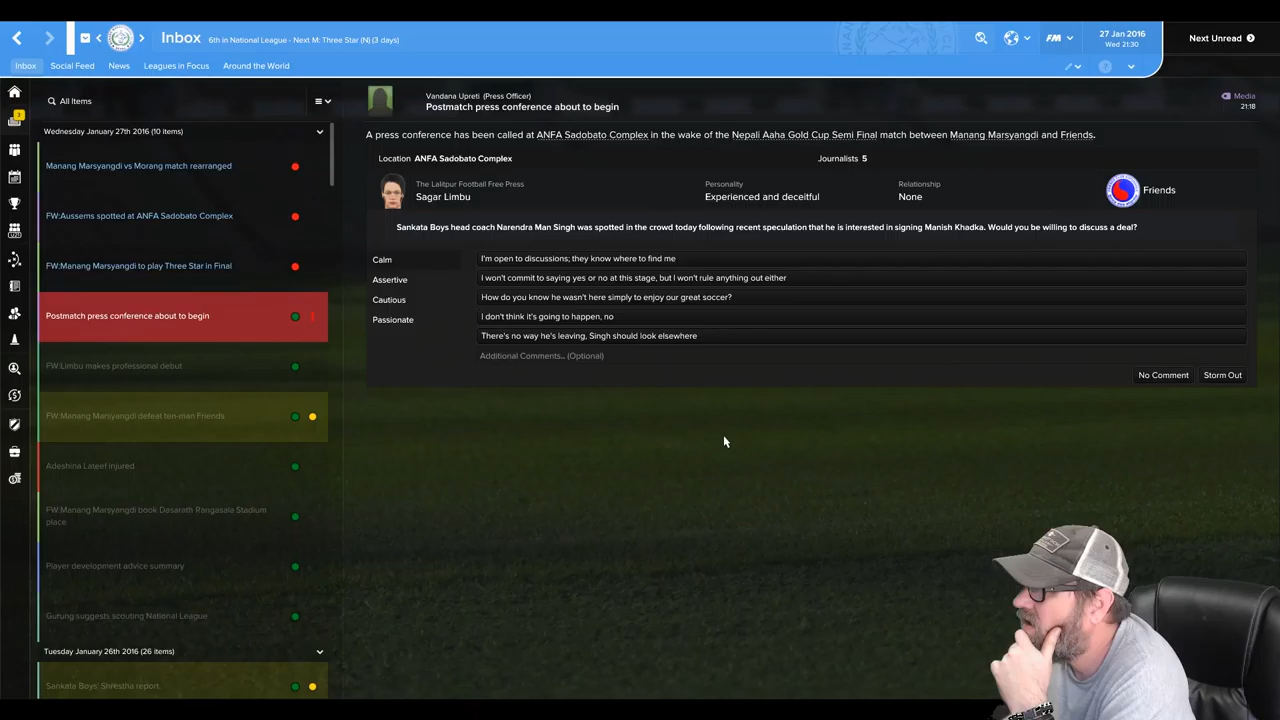 Inbox
6th in National League - Next M: Three Star (N) (3 days)
FM
27 Jan 2016
Wed 21:30
Next Unread
Inbox
Social Feed
News
Leagues in Focus
Around the World
3
All Items
Wednesday January 27th 2016 (10 items)
Manang Marsyangdi vs Morang match rearranged
FW:Aussems spotted at ANFA Sadobato Complex
FW:Manang Marsyangdi to play Three Star in Final
Postmatch press conference about to begin
FW:Limbu makes professional debut
FW:Manang Marsyangdi defeat ten-man Friends
Adeshina Lateef injured
FW:Manang Marsyangdi book Dasarath Rangasala Stadium
place
Player development advice summary
Gurung suggests scouting National League
Tuesday January 26th 2016 (26 items)
Sankata Boys' Shrestha report
Vandana Upreti (Press Officer)
Postmatch press conference about to begin
Media
21:18
A press conference has been called at ANFA Sadobato Complex in the wake of the Nepali Aaha Gold Cup Semi Final match between Manang Marsyangdi and Friends.
Location ANFA Sadobato Complex
Journalists 5
The Lalitpur Football Free Press
Sagar Limbu
Personality
Experienced and deceitful
Relationship
None
Friends
Sankata Boys head coach Narendra Man Singh was spotted in the crowd today following recent speculation that he is interested in signing Manish Khadka. Would you be willing to discuss a deal?
Calm
Assertive
Cautious
Passionate
I'm open to discussions; they know where to find me
I won't commit to saying yes or no at this stage, but I won't rule anything out either
How do you know he wasn't here simply to enjoy our great soccer?
I don't think it's going to happen, no
There's no way he's leaving, Singh should look elsewhere
Additional Comments.. (Optional)
No Comment
Storm Out